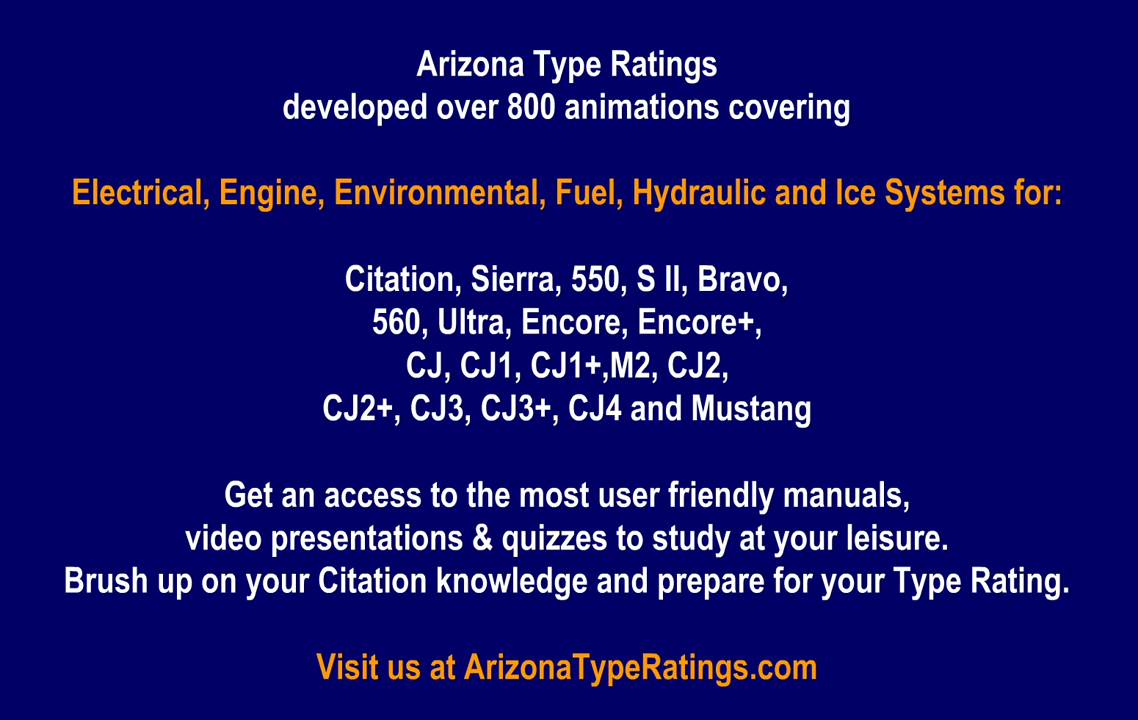 Arizona Type Ratings
developed over 800 animations covering
Electrical, Engine, Environmental, Fuel, Hydraulic and Ice Systems for:
Citation, Sierra, 550, S II, Bravo,
560, Ultra, Encore, Encore+,
CJ, CJ1, CJ1+,M2, CJ2,
CJ2+, CJ3, CJ3+, CJ4 and Mustang
Get an access to the most user friendly manuals,
video presentations & quizzes to study at your leisure.
Brush up on your Citation knowledge and prepare for your Type Rating.
Visit us at ArizonaTypeRatings.com